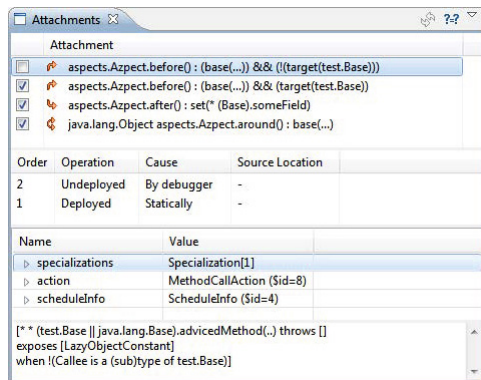 Attachments
?=?
Attachment
aspects.Azpect.before() : (base(...)) && (!(target(test.Base)))
aspects.Azpect.before() : (base(...)) && (target(test.Base))
aspects.Azpect.after() : set(* (Base).someField)
java.lang.Object aspects.Azpect.around() : base(...)
Order Operation Cause Source Location
2 Undeployed By debugger -
1 Deployed Statically -
Name Value
specializations Specialization[1]
action MethodCallAction ($id=8)
scheduleInfo ScheduleInfo ($id=4)
[* * (test.Base || java.lang.Base).advicedMethod(..) throws []
exposes [LazyObjectConstant]
when !(Callee is a (sub)type of test.Base)]